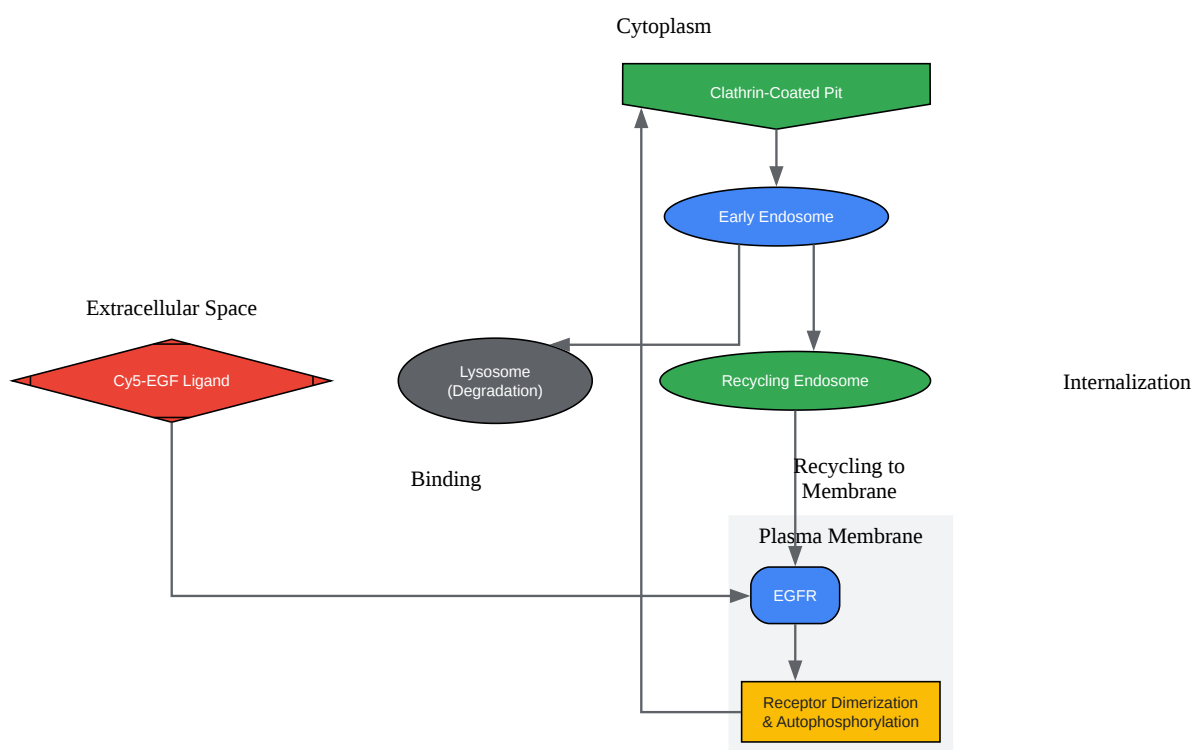 Cytoplasm
Clathrin-Coated Pit
Early Endosome
Extracellular Space
Cy5-EGF Ligand
Lysosome
(Degradation)
Recycling Endosome
Internalization
Binding
Recycling to
Membrane
Plasma Membrane
EGFR
Receptor Dimerization
& Autophosphorylation